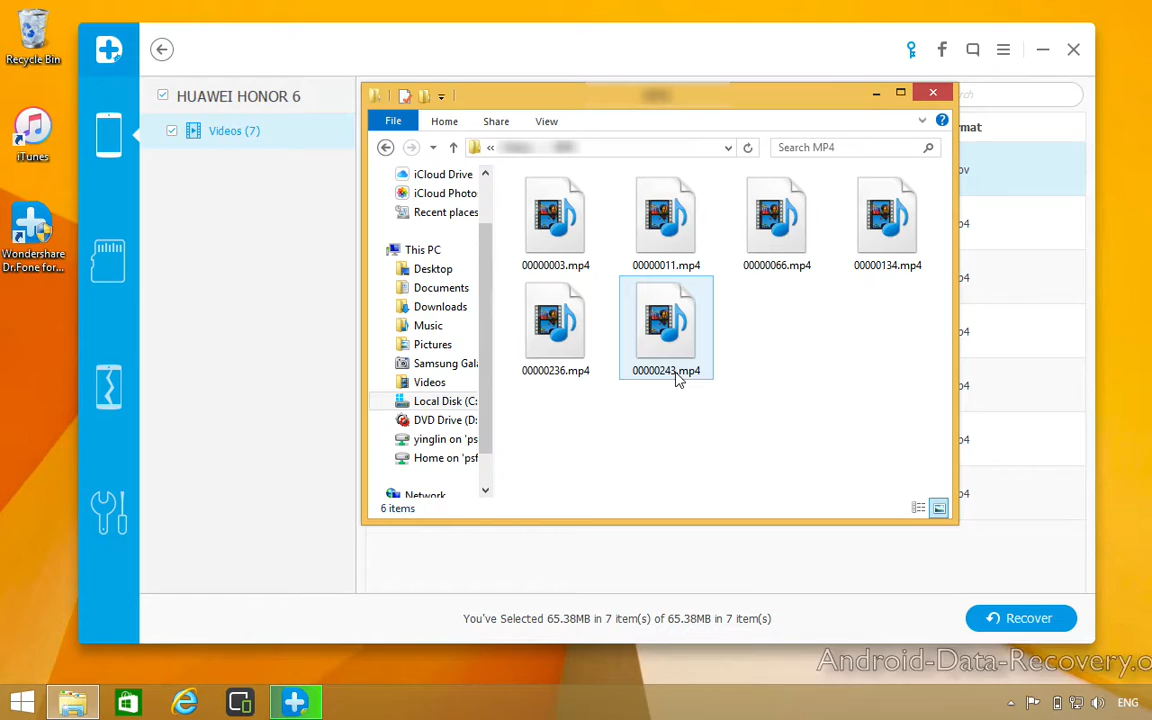 Recycle Bin
iTunes
Wondershare
Dr.Fone for...
HUAWEI HONOR 6
Videos (7)
File
Home
Share
View
Search MP4
iCloud Drive
iCloud Photo
Recent places
This PC
Desktop
Documents
Downloads
Music
Pictures
Samsung Gala
Videos
Local Disk (C:
DVD Drive (D:
yinglin on 'psf
Home on 'psf
Network
00000003.mp4
00000011.mp4
00000066.mp4
00000134.mp4
00000236.mp4
00000243.mp4
6 items
You've Selected 65.38MB in 7 item(s) of 65.38MB in 7 item(s)
Recover
Android-Data-Recovery.o
ENG